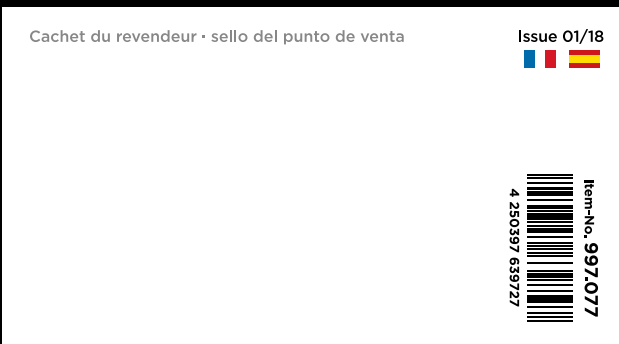 Cachet du revendeur · sello del punto de venta
Issue 01/18
4 250397 639727
Item-No. 997.077